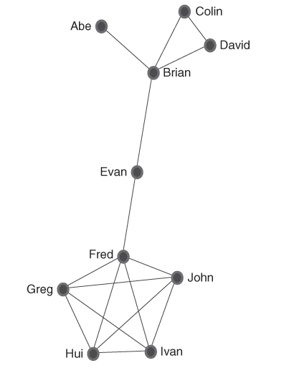 Colin
Abe
David
Brian
Evan
Fred
John
Greg
Hui
Ivan